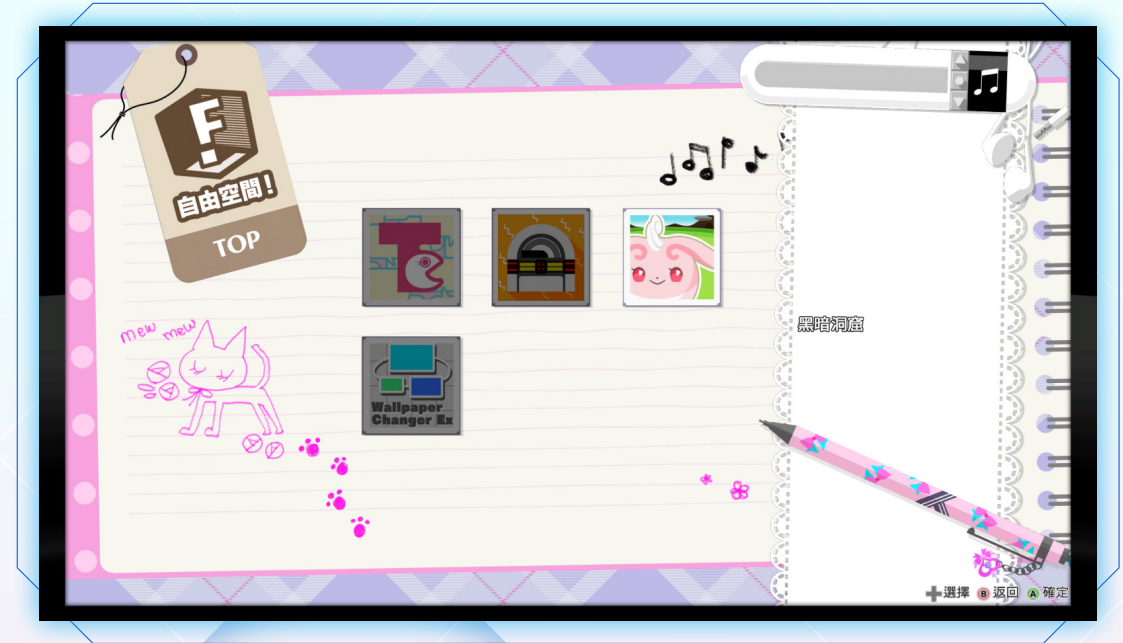 F!
自由空間!
TOP
mew mew
Te
Wallpaper
Changer Ex
黑暗洞窟
選擇 B 返回 A 確定